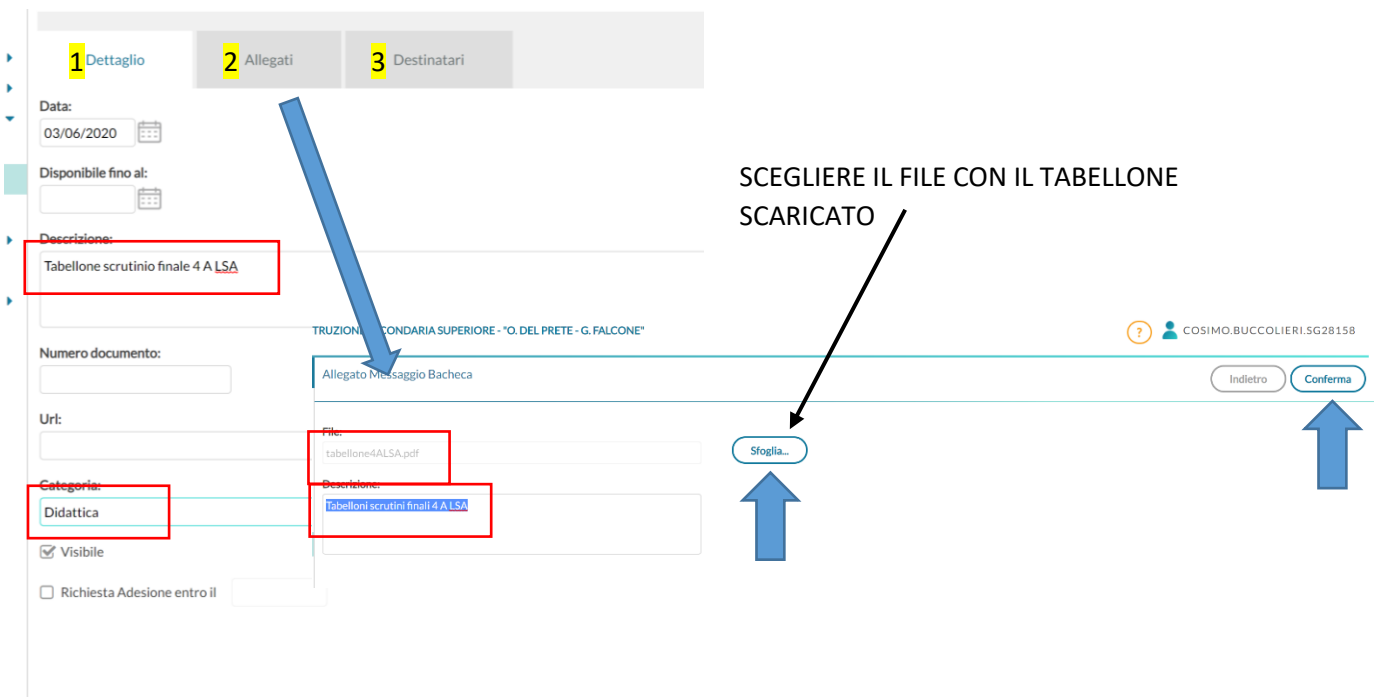 1 Dettaglio
2 Allegati
3 Destinatari
Data:
03/06/2020
Disponibile fino al:
SCEGLIERE IL FILE CON IL TABELLONE
SCARICATO
Descrizione:
Tabellone scrutinio finale 4 A LSA
TRUZION CONDARIA SUPERIORE - "O. DEL PRETE - G. FALCONE"
? COSIMO.BUCCOLIERI.SG28158
Numero documento:
Allegato Messaggio Bacheca
Indietro
Conferma
Url:
File:
tabellone4ALSA.pdf
Sfoglia...
Categoria:
Descrizione:
Didattica
Tabelloni scrutini finali 4 A LSA
Visibile
Richiesta Adesione entro il